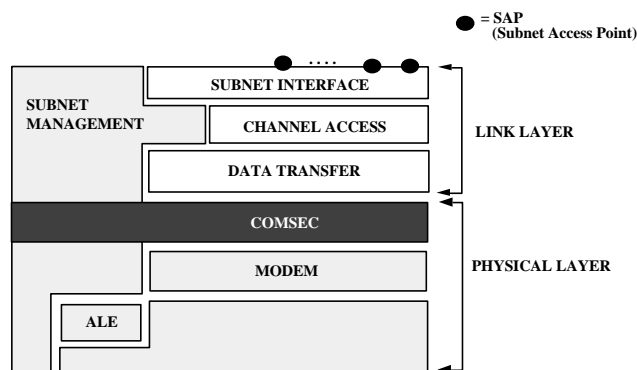 = SAP
(Subnet Access Point)
....
SUBNET INTERFACE
SUBNET
MANAGEMENT
CHANNEL ACCESS
LINK LAYER
DATA TRANSFER
COMSEC
MODEM
PHYSICAL LAYER
ALE